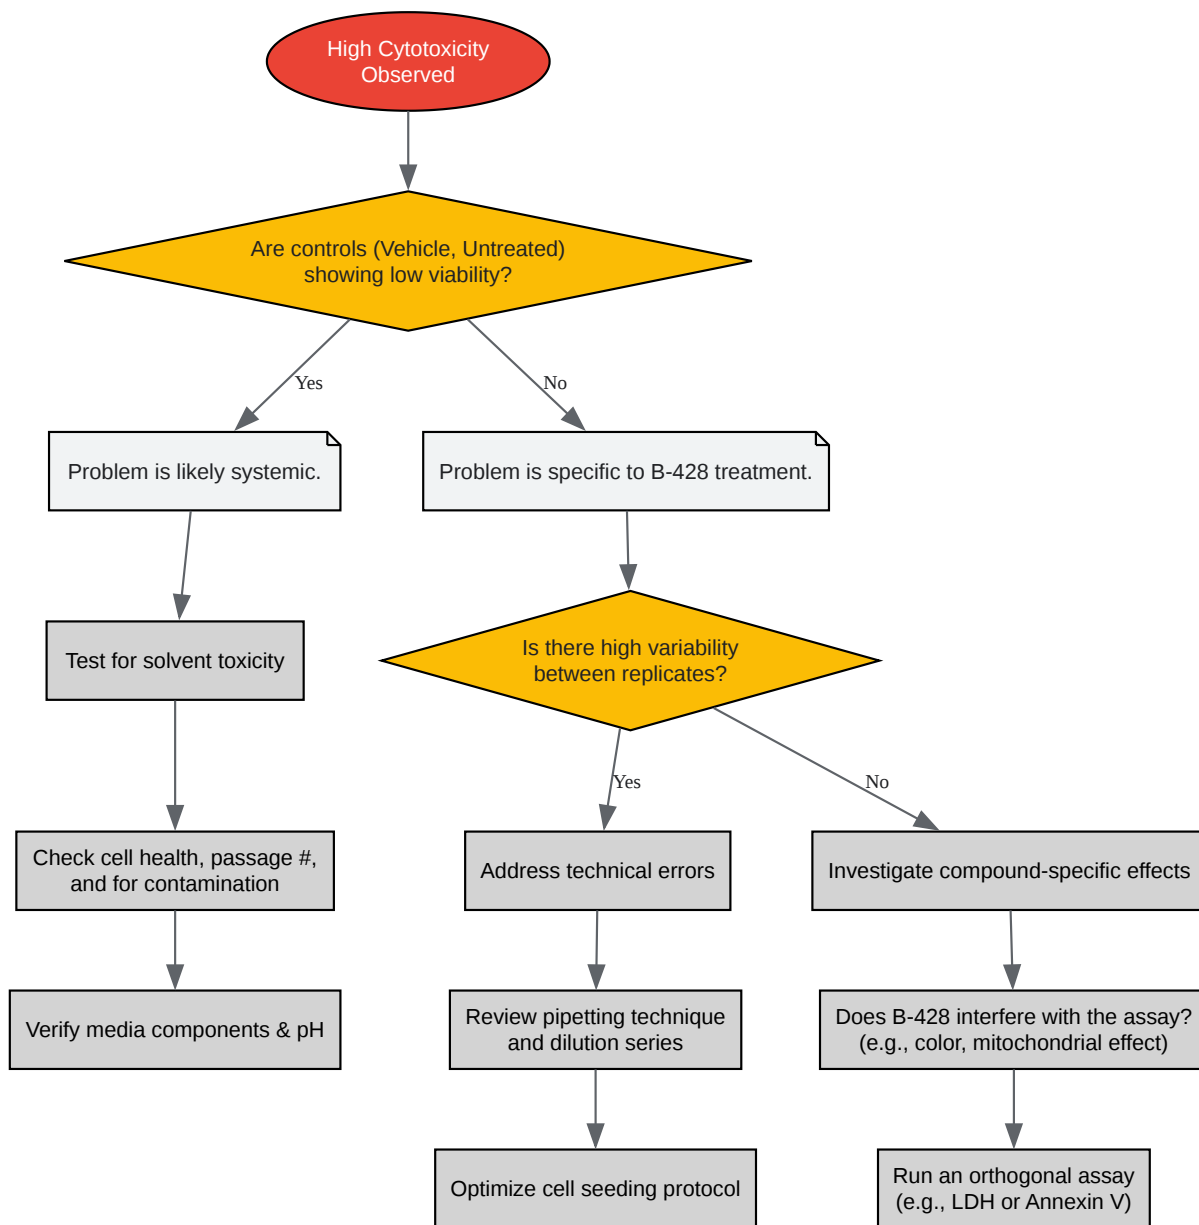 High Cytotoxicity
Observed
Are controls (Vehicle, Untreated)
showing low viability?
Yes
No
Problem is likely systemic.
Problem is specific to B-428 treatment.
Test for solvent toxicity
Is there high variability
between replicates?
Yes
No
Check cell health, passage #,
and for contamination
Address technical errors
Investigate compound-specific effects
Verify media components & pH
Review pipetting technique
and dilution series
Does B-428 interfere with the assay?
(e.g., color, mitochondrial effect)
Optimize cell seeding protocol
Run an orthogonal assay
(e.g., LDH or Annexin V)